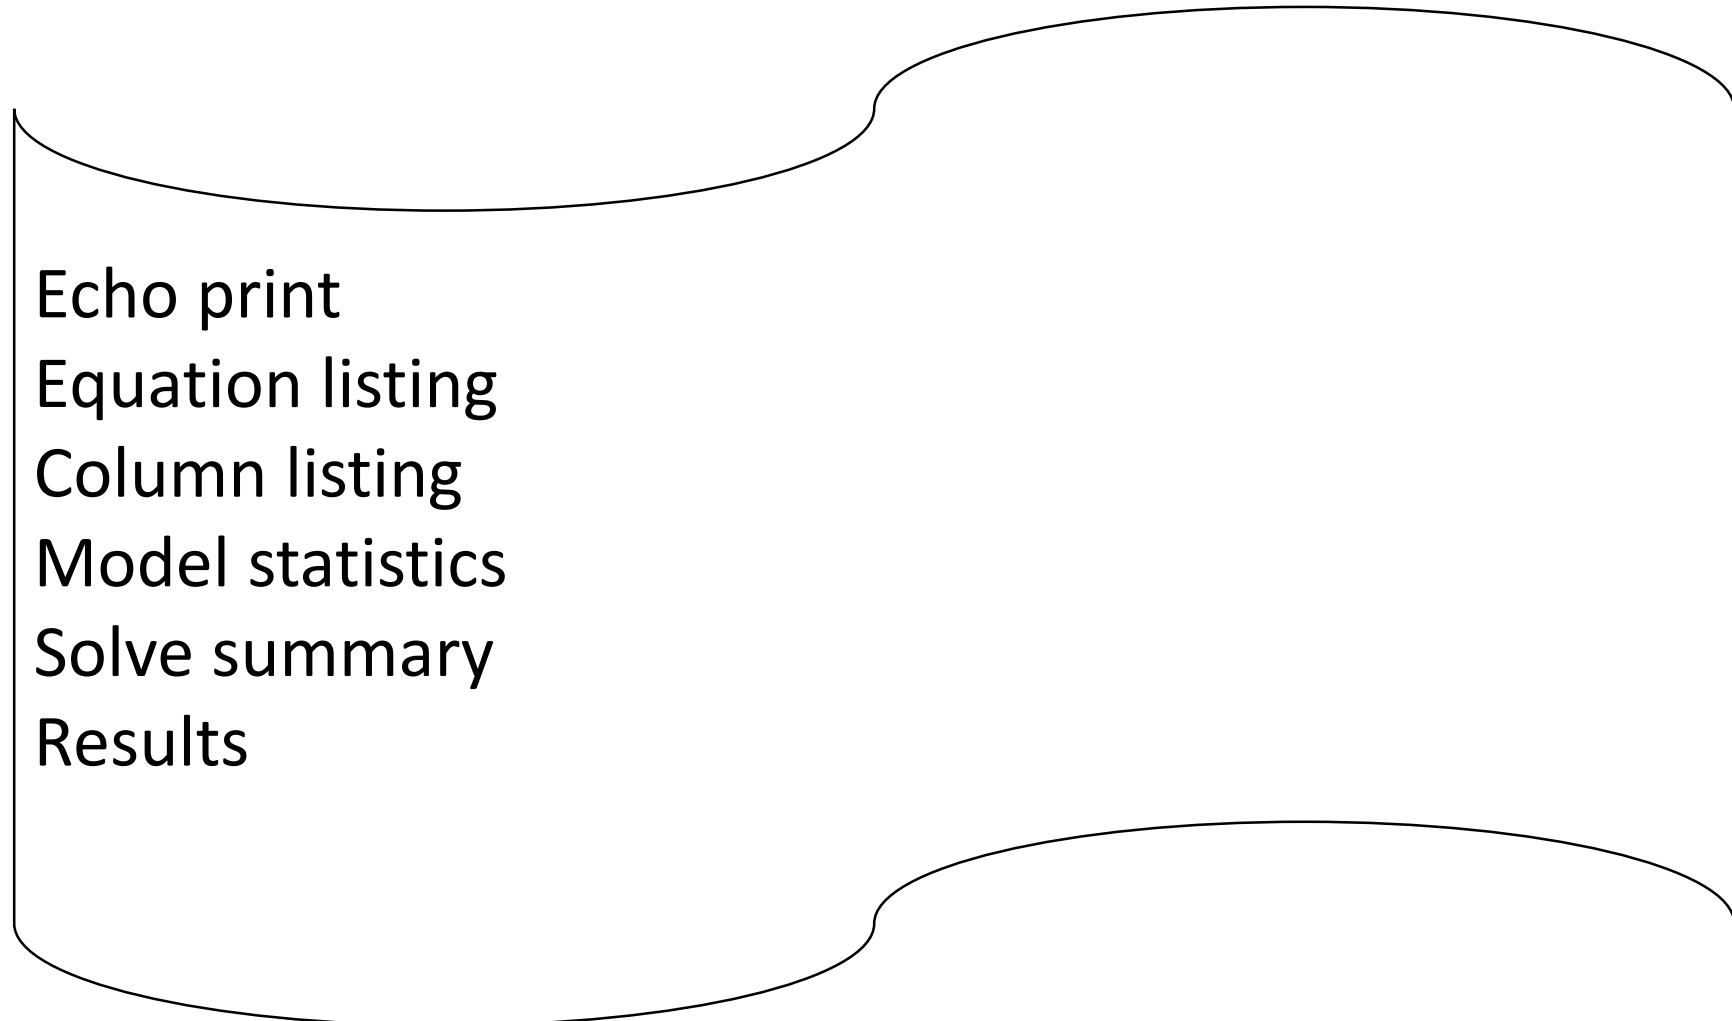 Echo print
Equation listing
Column listing
Model statistics
Solve summary
Results